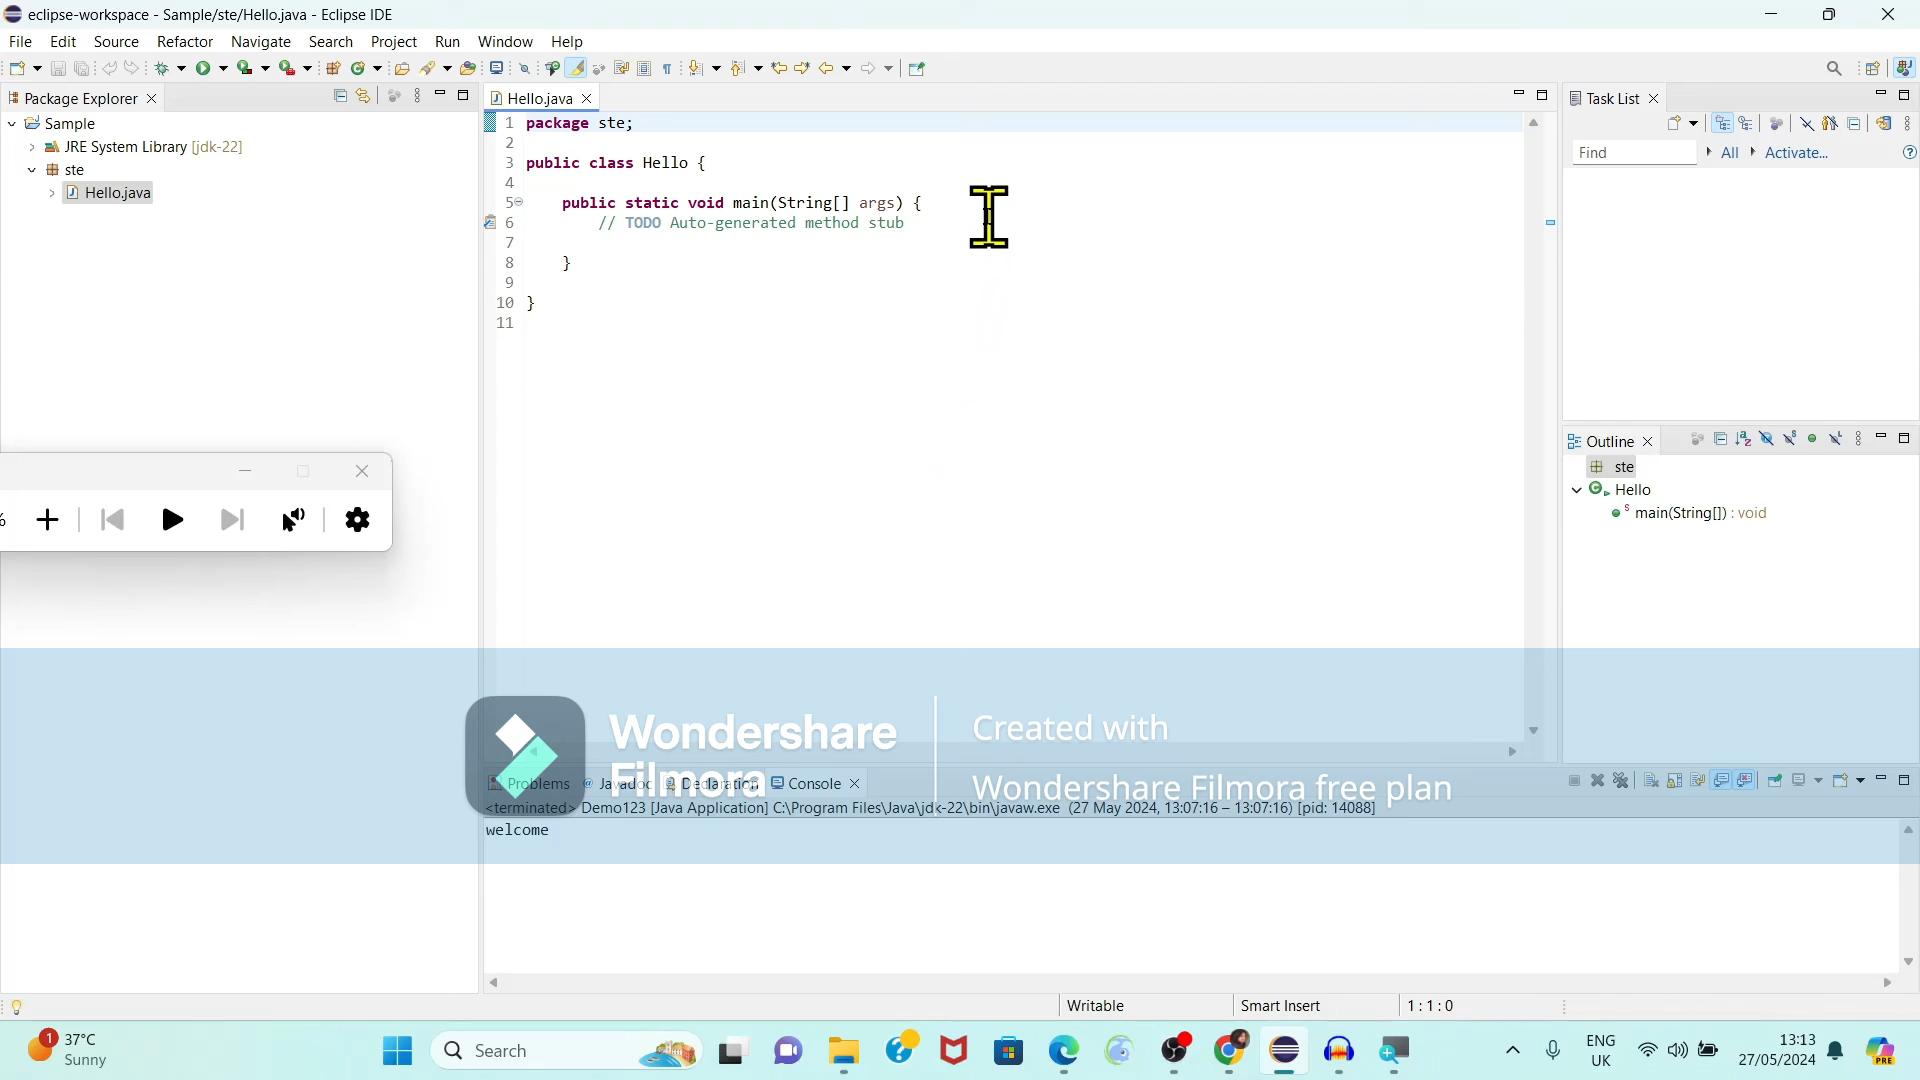 eclipse-workspace - Sample/ste/Hello.java - Eclipse IDE
File Edit Source Refactor Navigate Search Project Run Window Help
Package Explorer
Sample
JRE System Library [jdk-22]
ste
Hello.java
Hello.java
1 package ste;
2
3 public class Hello {
4
5 public static void main(String[] args) {
6 // TODO Auto-generated method stub
7
8 }
9
10 }
11
Task List
Find All Activate...
Outline
ste
Hello
main(String[]) : void
%
Wondershare
Filmora
Created with
Wondershare Filmora free plan
Problems Javadoc Declaration Console
<terminated> Demo123 [Java Application] C:\Program Files\Java\jdk-22\bin\javaw.exe (27 May 2024, 13:07:16 – 13:07:16) [pid: 14088]
welcome
Writable Smart Insert 1 : 1 : 0
1
37°C
Sunny
Search
ENG
UK
13:13
27/05/2024
PRE